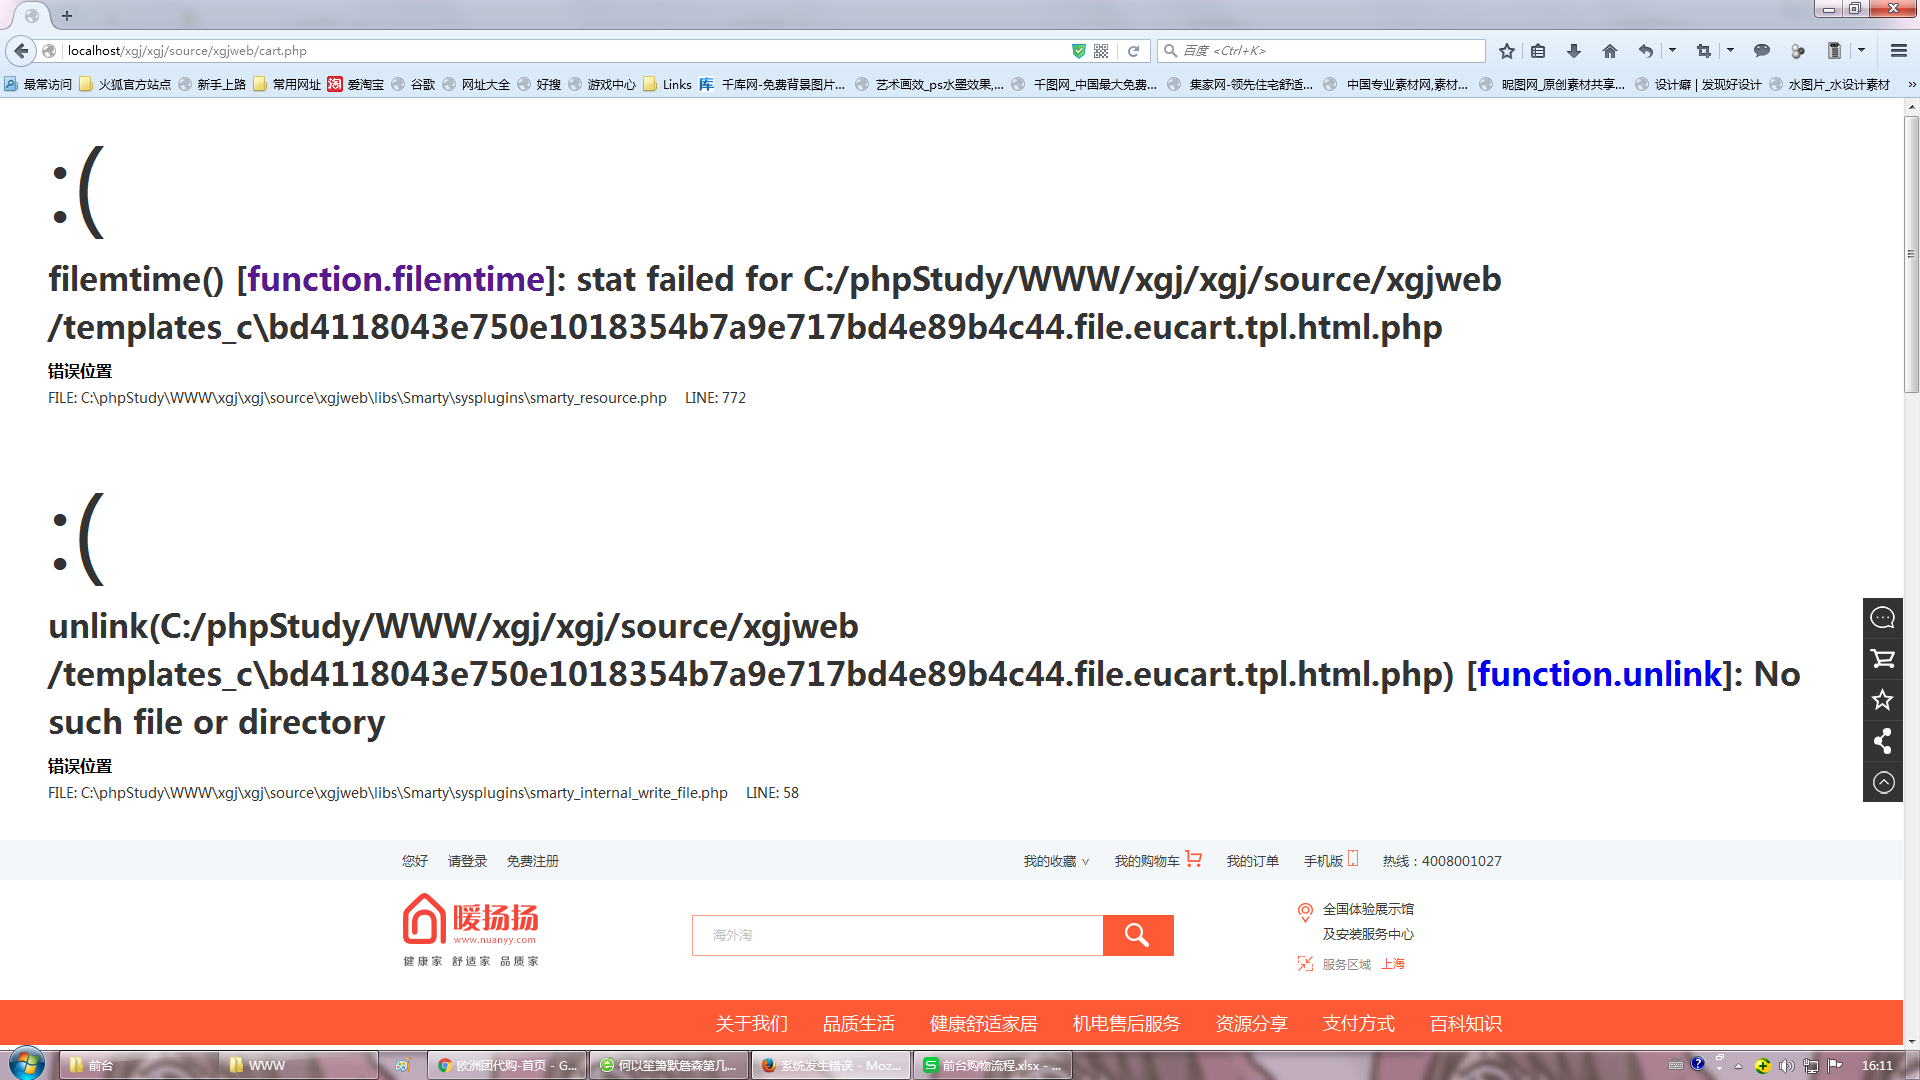 localhost/xgj/xgj/source/xgjweb/cart.php
百度 <Ctrl+K>
最常访问 火狐官方站点 新手上路 常用网址 淘 爱淘宝 谷歌 网址大全 好搜 游戏中心 Links 库 千库网-免费背景图片... 艺术画效_ps水墨效果,... 千图网_中国最大免费... 集家网-领先住宅舒适... 中国专业素材网,素材... 昵图网_原创素材共享... 设计癖 | 发现好设计 水图片_水设计素材 »
:(
filemtime() [function.filemtime]: stat failed for C:/phpStudy/WWW/xgj/xgj/source/xgjweb
/templates_c\bd4118043e750e1018354b7a9e717bd4e89b4c44.file.eucart.tpl.html.php
错误位置
FILE: C:\phpStudy\WWW\xgj\xgj\source\xgjweb\libs\Smarty\sysplugins\smarty_resource.php LINE: 772
:(
unlink(C:/phpStudy/WWW/xgj/xgj/source/xgjweb
/templates_c\bd4118043e750e1018354b7a9e717bd4e89b4c44.file.eucart.tpl.html.php) [function.unlink]: No
such file or directory
错误位置
FILE: C:\phpStudy\WWW\xgj\xgj\source\xgjweb\libs\Smarty\sysplugins\smarty_internal_write_file.php LINE: 58
您好 请登录 免费注册 我的收藏 我的购物车 我的订单 手机版 热线：4008001027
暖扬扬
www.nuanyy.com
健康家 舒适家 品质家
海外淘
全国体验展示馆
及安装服务中心
服务区域 上海
关于我们 品质生活 健康舒适家居 机电售后服务 资源分享 支付方式 百科知识
前台 WWW 欧洲团代购-首页 - G... 何以笙箫默詹森第几... 系统发生错误 - Moz... 前台购物流程.xlsx - ... 16:11